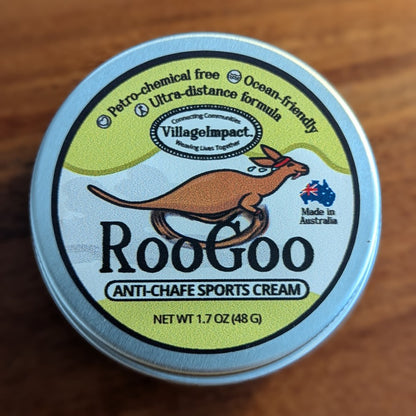 Petro-chemical free
Ocean-friendly
Ultra-distance formula
Connecting Communities
VillageImpact.
Weaving Lives Together
Made in
Australia
RooGoo
ANTI-CHAFE SPORTS CREAM
NET WT 1.7 OZ (48 G)